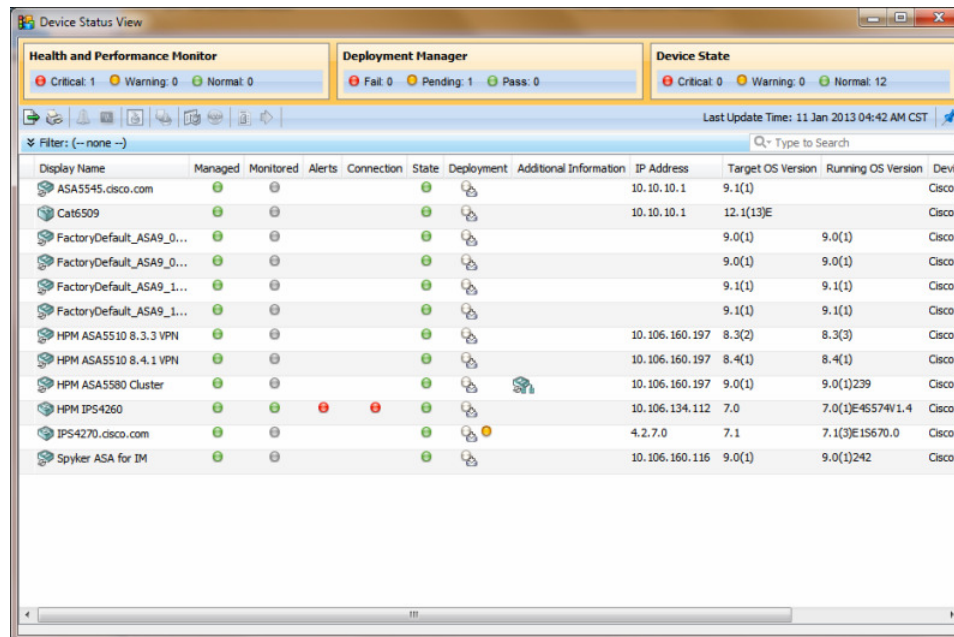 Device Status View
Health and Performance Monitor
Critical: 1 Warning: 0 Normal: 0
Deployment Manager
Fail: 0 Pending: 1 Pass: 0
Device State
Critical: 0 Warning: 0 Normal: 12
Last Update Time: 11 Jan 2013 04:42 AM CST
Filter: (-- none --)
Type to Search
Display Name Managed Monitored Alerts Connection State Deployment Additional Information IP Address Target OS Version Running OS Version Devi
ASA5545.cisco.com 10.10.10.1 9.1(1) Cisco
Cat6509 10.10.10.1 12.1(13)E Cisco
FactoryDefault_ASA9_0... 9.0(1) 9.0(1) Cisco
FactoryDefault_ASA9_0... 9.0(1) 9.0(1) Cisco
FactoryDefault_ASA9_1... 9.1(1) 9.1(1) Cisco
FactoryDefault_ASA9_1... 9.1(1) 9.1(1) Cisco
HPM ASA5510 8.3.3 VPN 10.106.160.197 8.3(2) 8.3(3) Cisco
HPM ASA5510 8.4.1 VPN 10.106.160.197 8.4(1) 8.4(1) Cisco
HPM ASA5580 Cluster 10.106.160.197 9.0(1) 9.0(1)239 Cisco
HPM IPS4260 10.106.134.112 7.0 7.0(1)E4S574V1.4 Cisco
IPS4270.cisco.com 4.2.7.0 7.1 7.1(3)E1S670.0 Cisco
Spyker ASA for IM 10.106.160.116 9.0(1) 9.0(1)242 Cisco